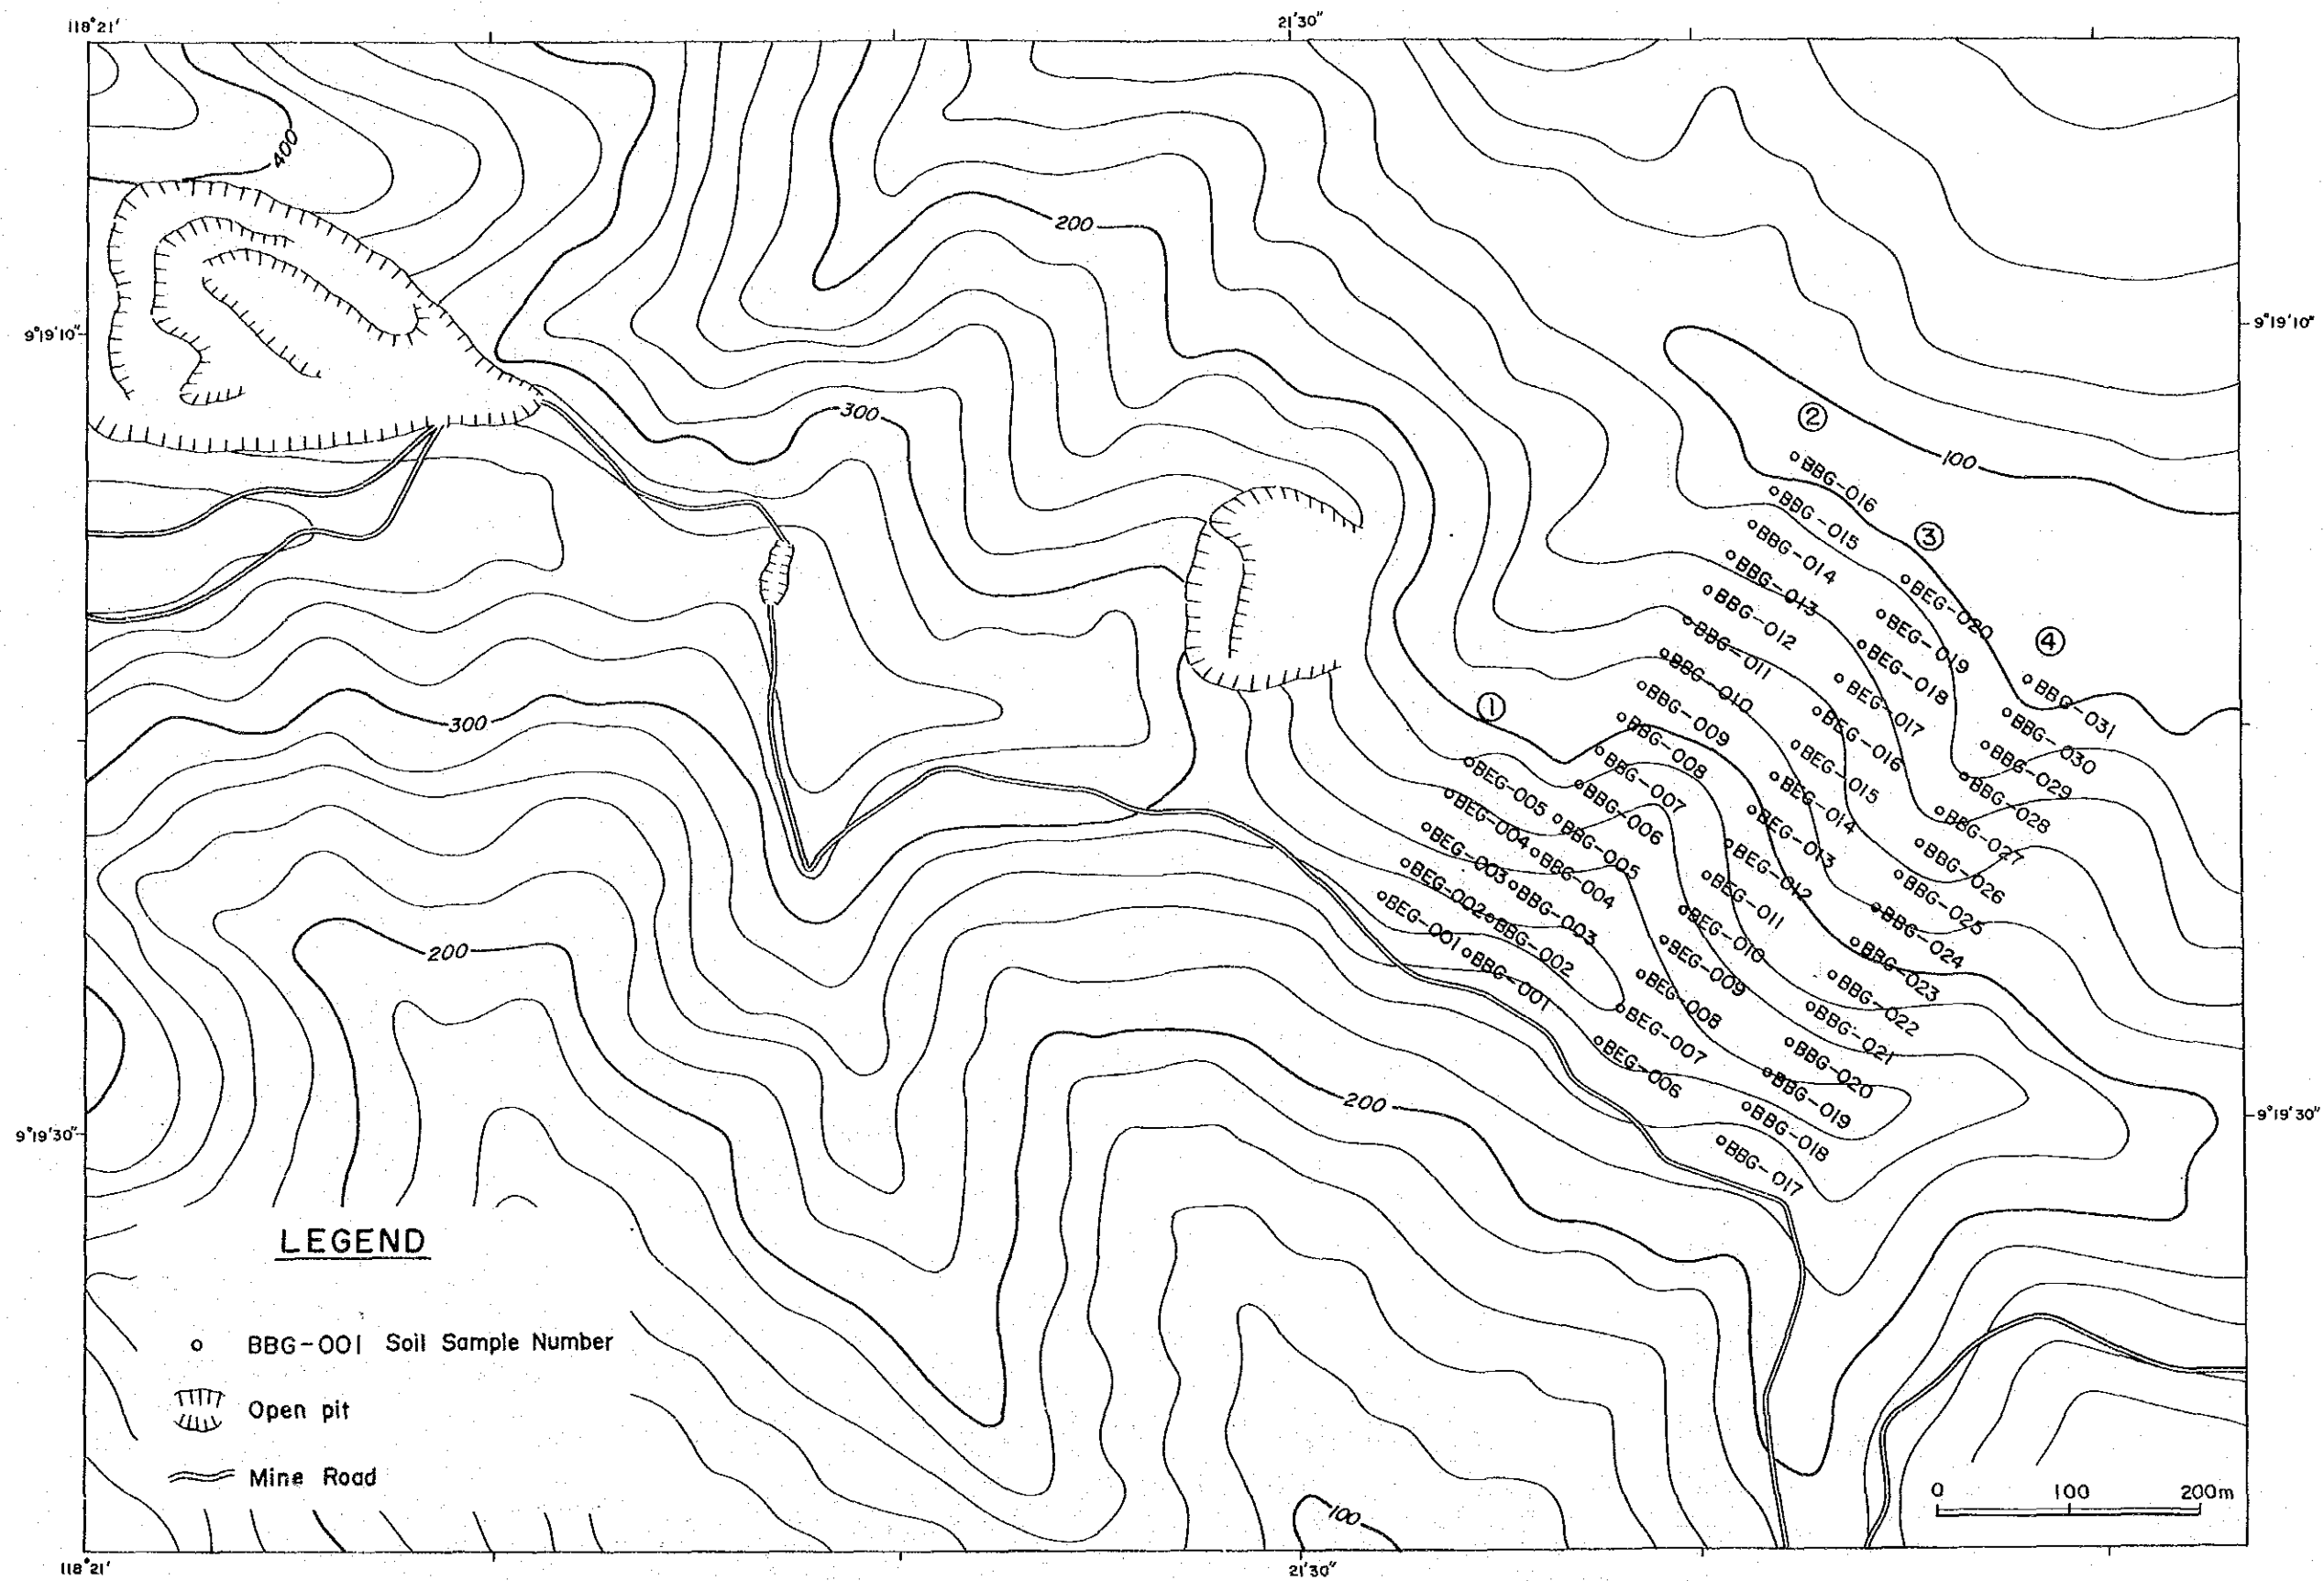 118°21'
21'30"
400
200
9°19'10"
9°19'10"
300
100
②
BBG-016
BBG-015
③
BBG-014
BBG-013
BEG-020
BBG-012
BEG-019
④
BBG-011
BEG-018
BBG-010
BEG-017
BBG-031
BBG-009
BEG-016
BBG-030
①
BBG-008
BEG-015
BBG-029
300
BBG-007
BEG-014
BBG-028
BEG-005
BBG-006
BEG-013
BBG-027
BEG-004
BBG-005
BEG-012
BBG-026
BEG-003
BBG-004
BEG-011
BBG-025
BEG-002
BBG-003
BEG-010
BBG-024
BEG-001
BBG-002
BEG-009
BBG-023
BBG-001
BEG-008
BBG-022
200
BEG-007
BBG-021
BEG-006
BBG-020
BBG-019
BBG-018
BBG-017
200
9°19'30"
9°19'30"
LEGEND
BBG-001 Soil Sample Number
Open pit
Mine Road
0 100 200m
100
118°21'
21'30"